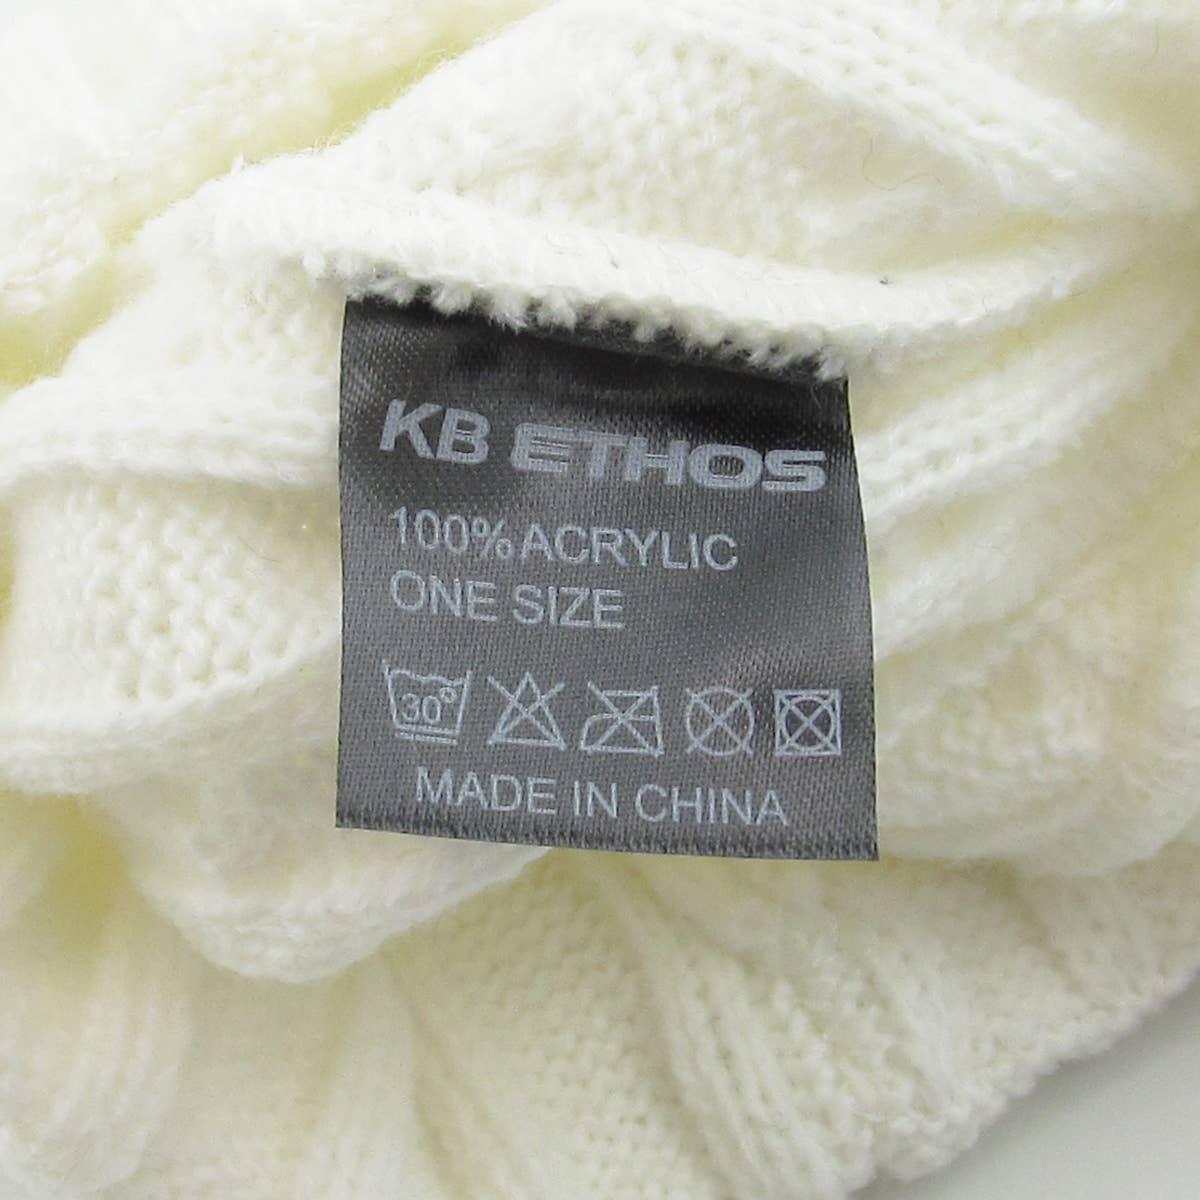 KB ETHOS
100% ACRYLIC
ONE SIZE
30°
MADE IN CHINA